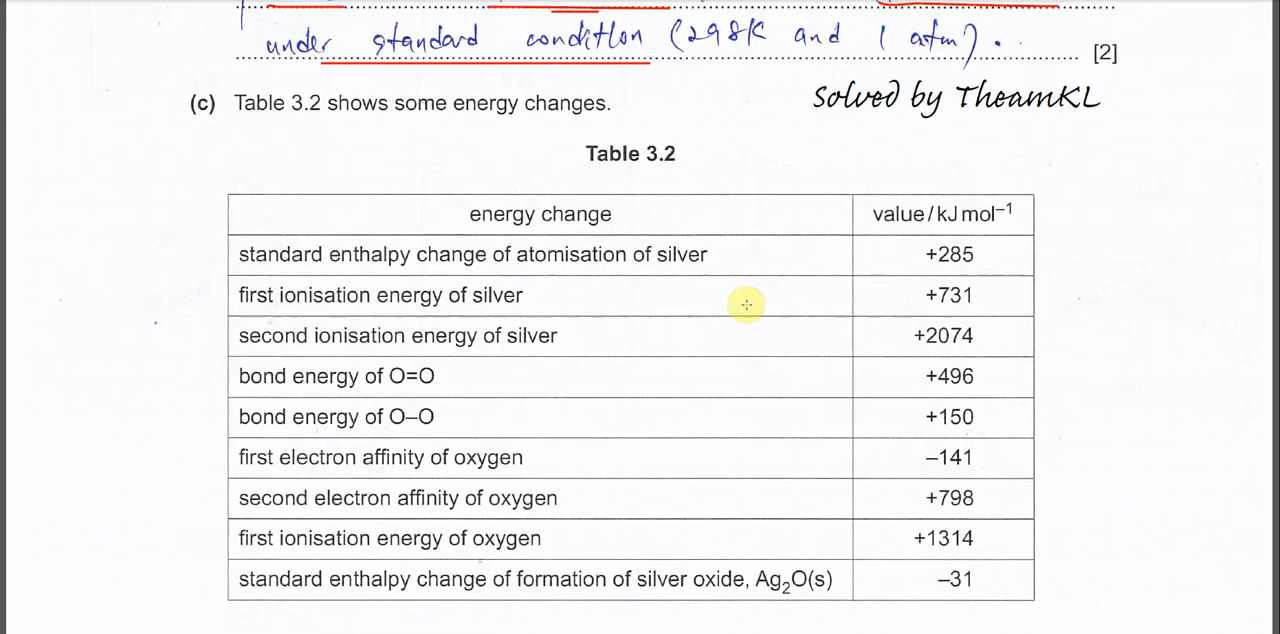 under standard condition (298K and 1 atm).
[2]
Solved by TheamKL
(c) Table 3.2 shows some energy changes.
Table 3.2
energy change value / kJ mol⁻¹
standard enthalpy change of atomisation of silver +285
first ionisation energy of silver +731
second ionisation energy of silver +2074
bond energy of O=O +496
bond energy of O–O +150
first electron affinity of oxygen –141
second electron affinity of oxygen +798
first ionisation energy of oxygen +1314
standard enthalpy change of formation of silver oxide, Ag₂O(s) –31